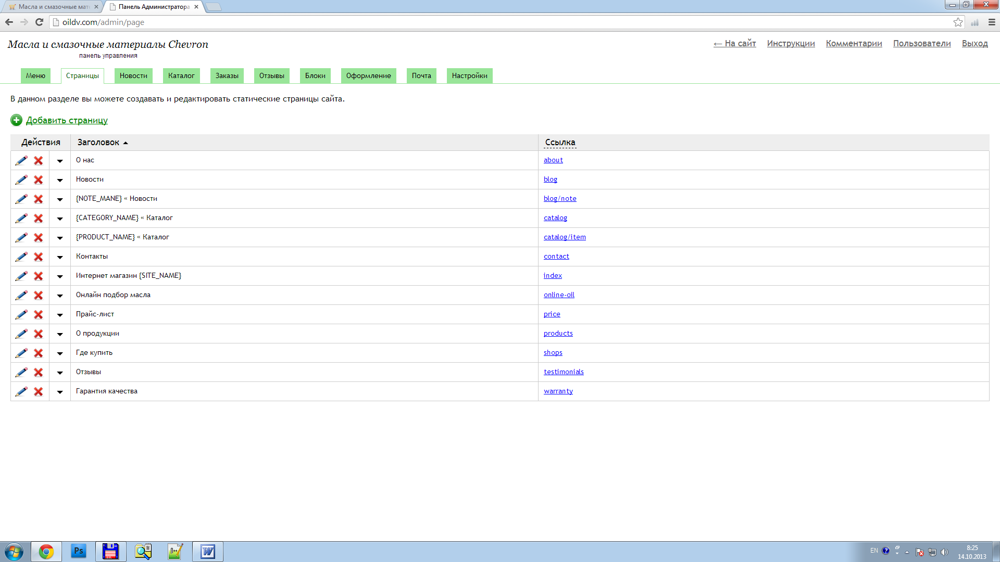 Масла и смазочные мате
Панель Администратора
oildv.com/admin/page
Масла и смазочные материалы Chevron
панель управления
← На сайт Инструкции Комментарии Пользователи Выход
Меню Страницы Новости Каталог Заказы Отзывы Блоки Оформление Почта Настройки
В данном разделе вы можете создавать и редактировать статические страницы сайта.
Добавить страницу
Действия Заголовок Ссылка
О нас about
Новости blog
{NOTE_MANE} « Новости blog/note
{CATEGORY_NAME} « Каталог catalog
{PRODUCT_NAME} « Каталог catalog/item
Контакты contact
Интернет магазин {SITE_NAME} index
Онлайн подбор масла online-oil
Прайс-лист price
О продукции products
Где купить shops
Отзывы testimonials
Гарантия качества warranty
Ps
EN
8:25
14.10.2013